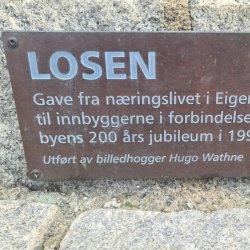 LOSEN
Gave fra næringslivet i Eiger
til innbyggerne i forbindelse
byens 200 års jubileum i 199
Utført av billedhogger Hugo Wathne